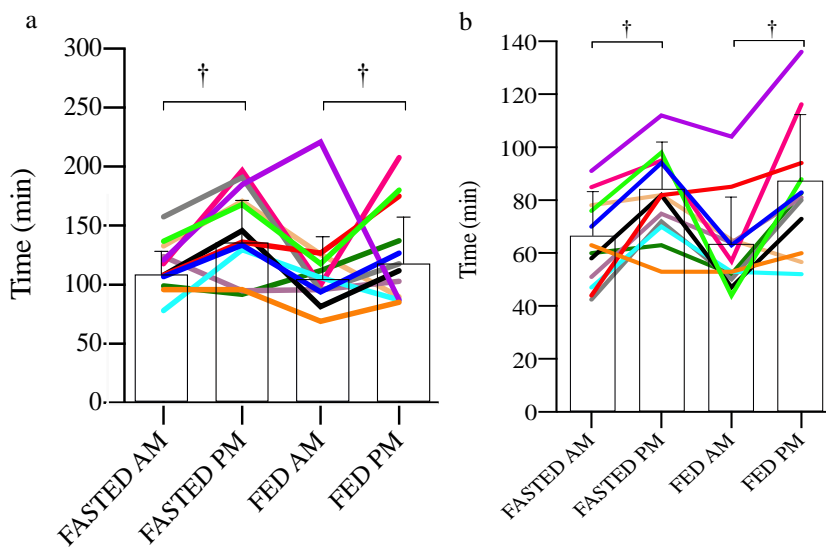 a
300
250
200
150
100
50
0
Time (min)
†
†
FASTED AM
FASTED PM
FED AM
FED PM
b
140
120
100
80
60
40
20
0
Time (min)
†
†
FASTED AM
FASTED PM
FED AM
FED PM